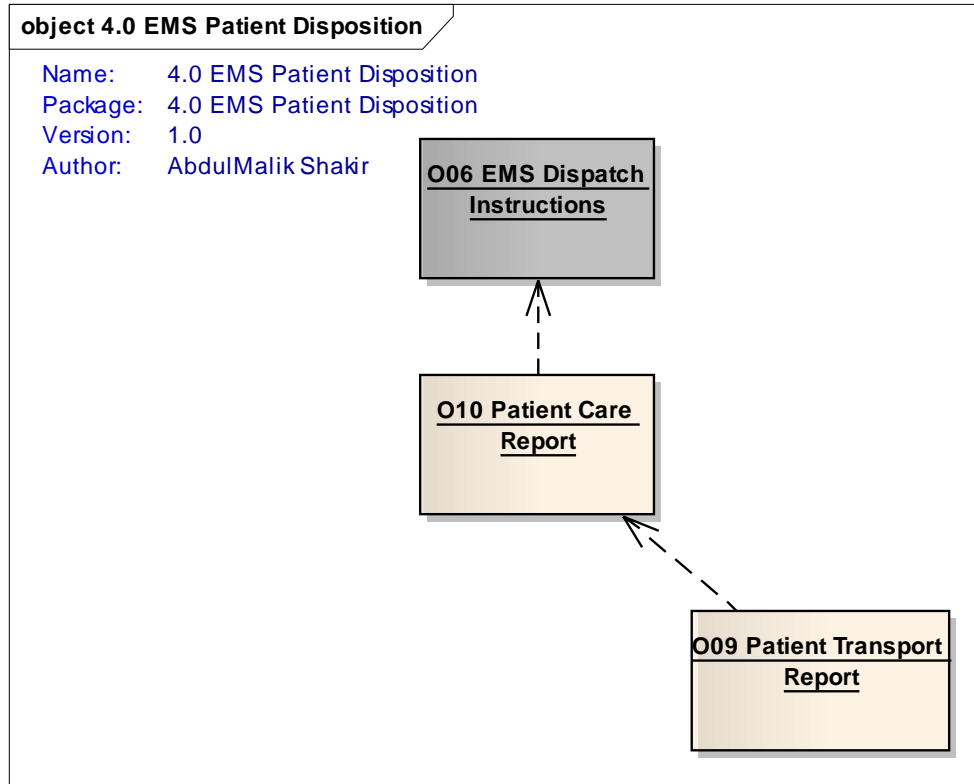 object 4.0 EMS Patient Disposition
Name: 4.0 EMS Patient Disposition
Package: 4.0 EMS Patient Disposition
Version: 1.0
Author: AbdulMalik Shakir
O06 EMS Dispatch
Instructions
O10 Patient Care
Report
O09 Patient Transport
Report